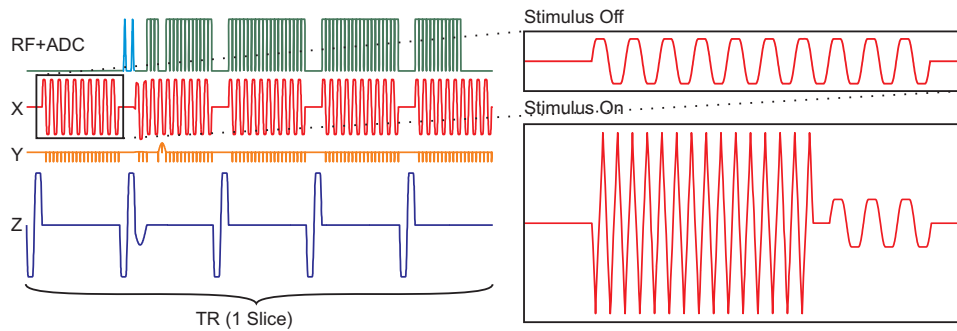 RF+ADC
X
Y
Z
TR (1 Slice)
Stimulus Off
Stimulus On